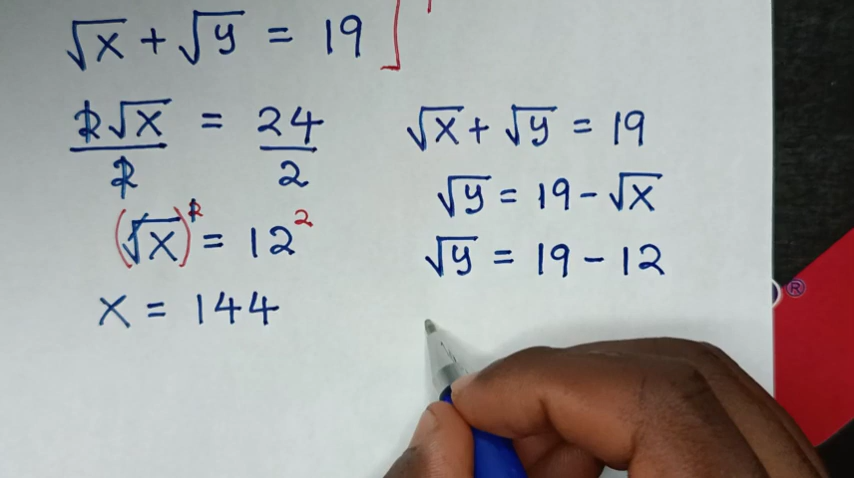 √x + √y = 19
2√x/2 = 24/2
(√x)² = 12²
x = 144
√x + √y = 19
√y = 19 - √x
√y = 19 - 12
®